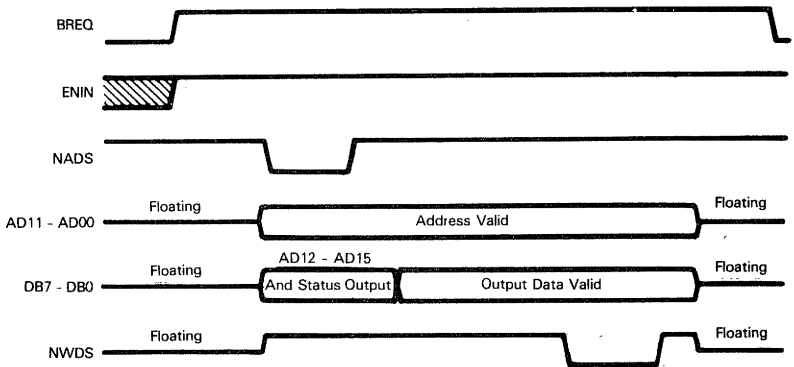 BREQ
ENIN
NADS
Floating
Floating
AD11 - AD00
Address Valid
AD12 - AD15
Floating
Floating
DB7 - DB0
And Status Output
Output Data Valid
Floating
Floating
NWDS